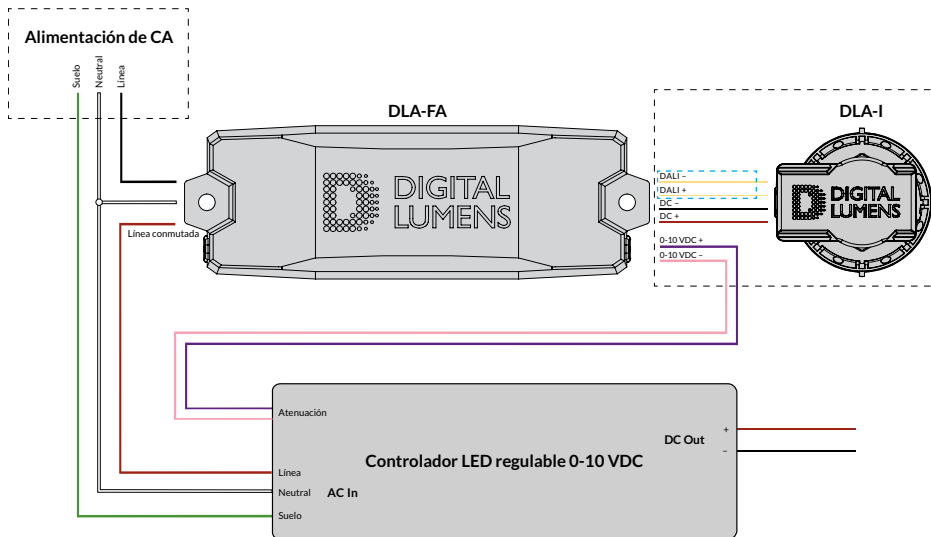 Alimentación de CA
Suelo
Neutral
Línea
DLA-FA
DLA-I
DIGITAL
LUMENS
DALI –
DALI +
DC –
DC +
DIGITAL
LUMENS
Línea conmutada
0-10 VDC +
0-10 VDC –
Atenuación
DC Out
+
–
Controlador LED regulable 0-10 VDC
Línea
Neutral
AC In
Suelo